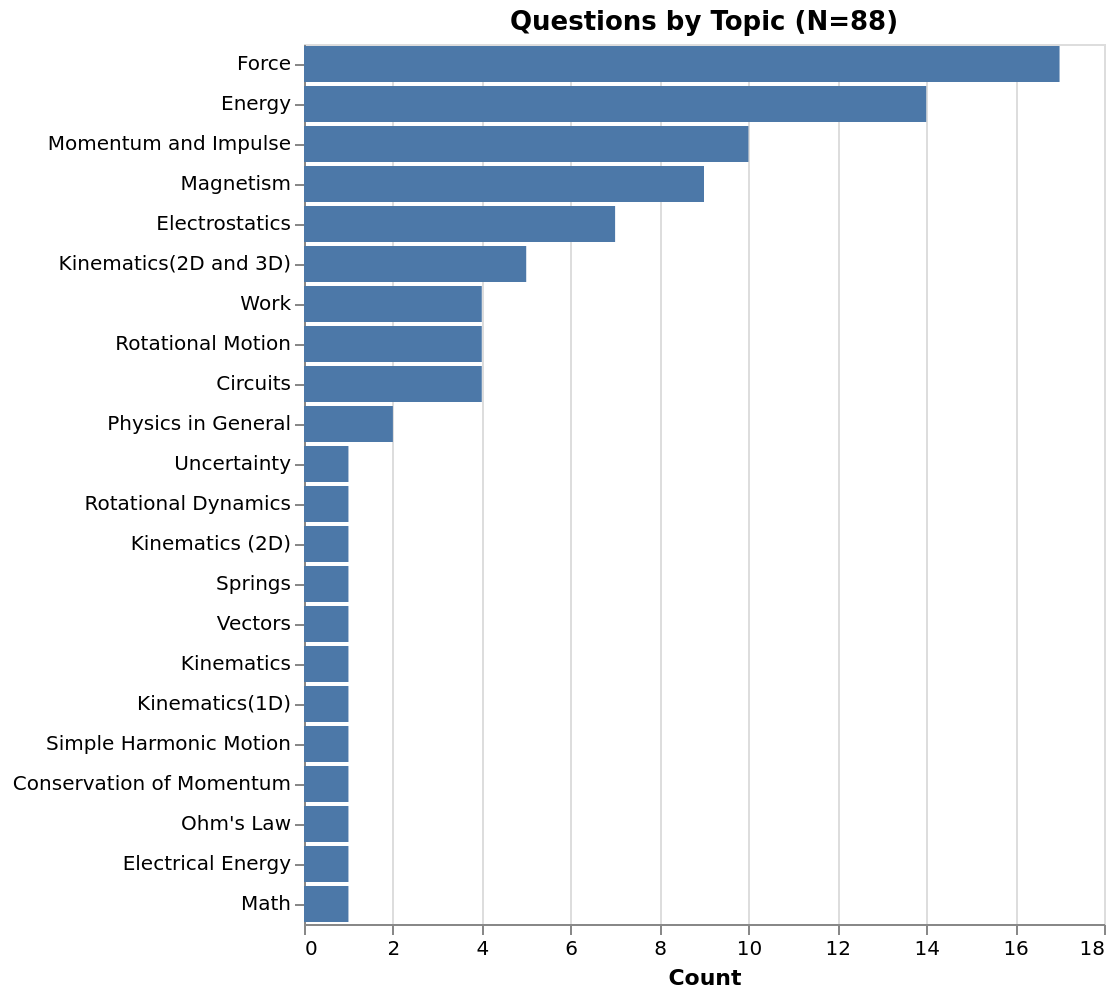 Questions by Topic (N=88)
Force
Energy
Momentum and Impulse
Magnetism
Electrostatics
Kinematics(2D and 3D)
Work
Rotational Motion
Circuits
Physics in General
Uncertainty
Rotational Dynamics
Kinematics (2D)
Springs
Vectors
Kinematics
Kinematics(1D)
Simple Harmonic Motion
Conservation of Momentum
Ohm's Law
Electrical Energy
Math
0 2 4 6 8 10 12 14 16 18
Count